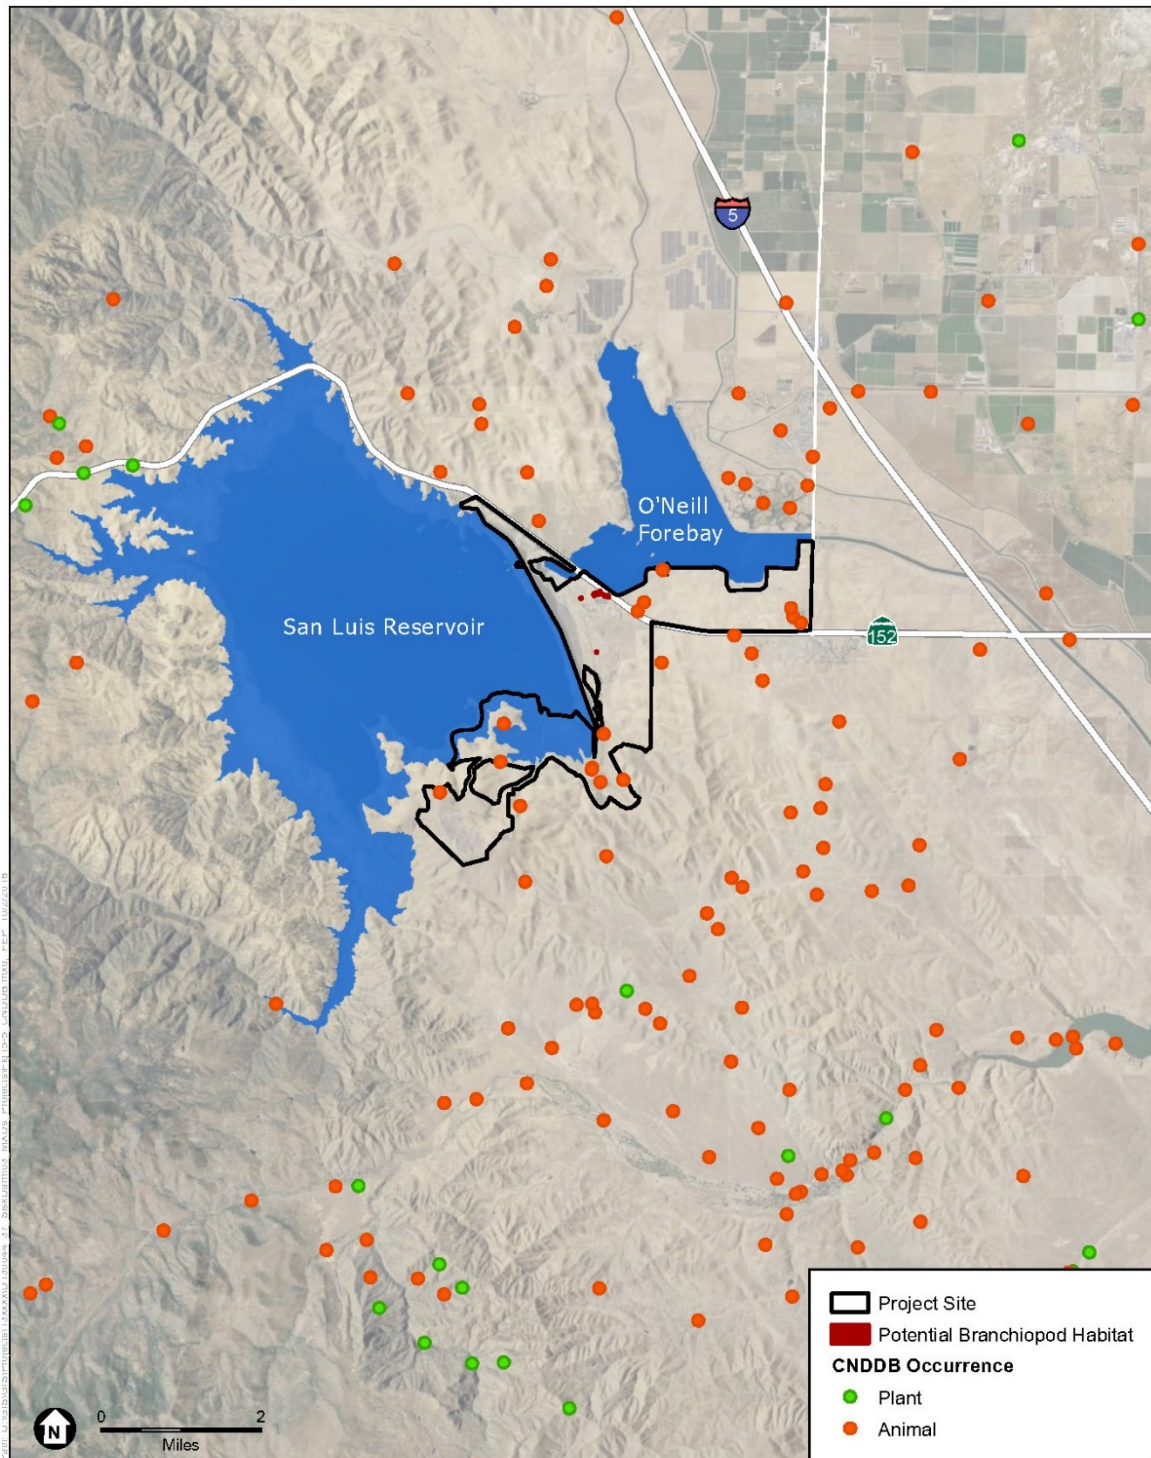 5
O'Neill
Forebay
San Luis Reservoir
152
Project Site
Potential Branchiopod Habitat
CNDDB Occurrence
Plant
Animal
N
0 2
Miles